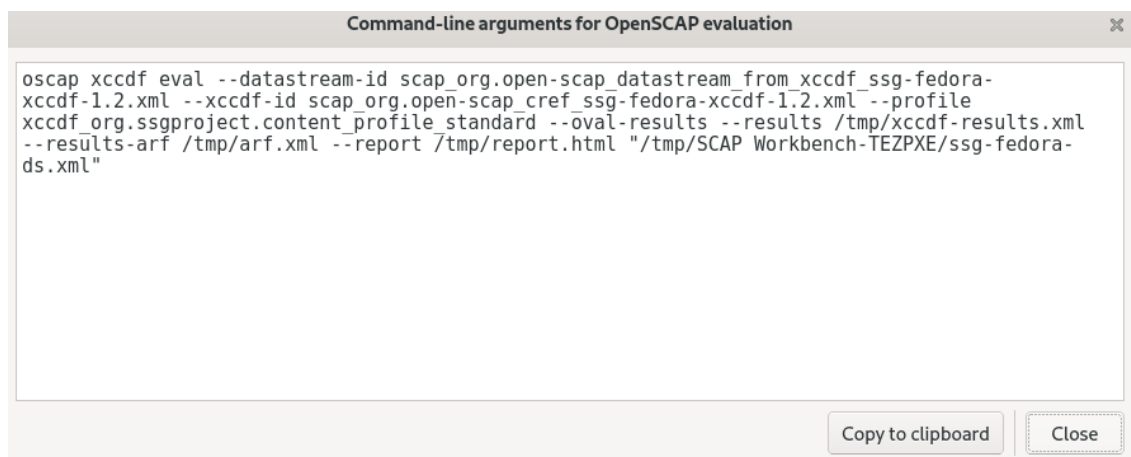 Command-line arguments for OpenSCAP evaluation
oscap xccdf eval --datastream-id scap_org.open-scap_datastream_from_xccdf_ssg-fedora-
xccdf-1.2.xml --xccdf-id scap_org.open-scap_cref_ssg-fedora-xccdf-1.2.xml --profile
xccdf_org.ssgproject.content_profile_standard --oval-results --results /tmp/xccdf-results.xml
--results-arf /tmp/arf.xml --report /tmp/report.html "/tmp/SCAP Workbench-TEZPXE/ssg-fedora-
ds.xml"
Copy to clipboard
Close